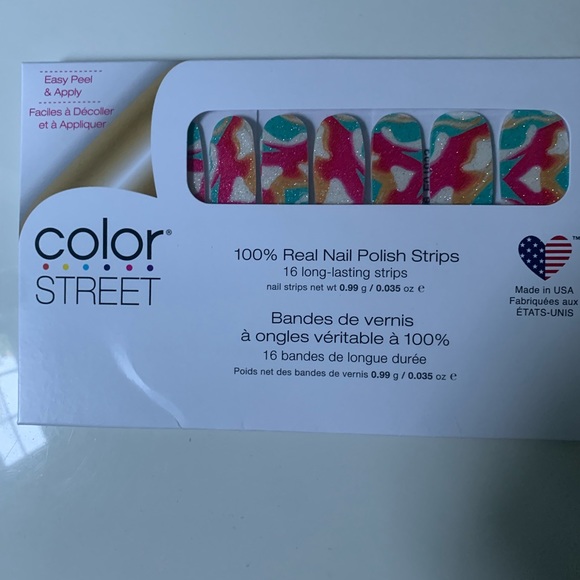 Easy Peel
& Apply
Faciles à Décoller
et à Appliquer
color®
STREET
100% Real Nail Polish Strips
16 long-lasting strips
nail strips net wt 0.99 g / 0.035 oz ℮
Bandes de vernis
à ongles véritable à 100%
16 bandes de longue durée
Poids net des bandes de vernis 0.99 g / 0.035 oz ℮
™
Made in USA
Fabriquées aux
ÉTATS-UNIS